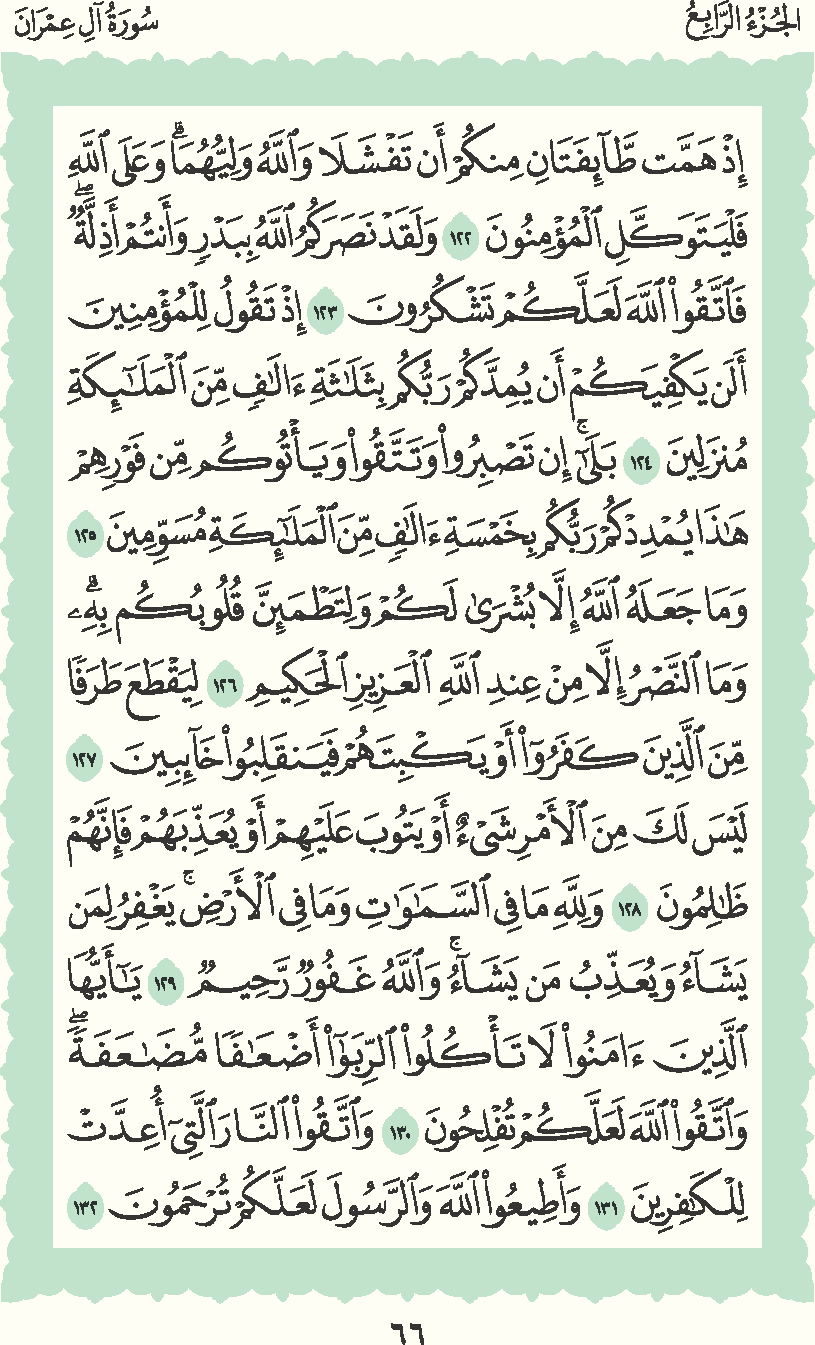 الجُزْءُ الرَّابِعُ
سُورَةُ آلِ عِمْرَانَ
إِذْ هَمَّت طَّآئِفَتَانِ مِنكُمْ أَن تَفْشَلَا وَٱللَّهُ وَلِيُّهُمَاۗ وَعَلَى ٱللَّهِ
فَلْيَتَوَكَّلِ ٱلْمُؤْمِنُونَ ١٢٢ وَلَقَدْ نَصَرَكُمُ ٱللَّهُ بِبَدْرٍ وَأَنتُمْ أَذِلَّةٌۖ
فَٱتَّقُوا۟ ٱللَّهَ لَعَلَّكُمْ تَشْكُرُونَ ١٢٣ إِذْ تَقُولُ لِلْمُؤْمِنِينَ
أَلَن يَكْفِيَكُمْ أَن يُمِدَّكُمْ رَبُّكُم بِثَلَٰثَةِ ءَالَٰفٍ مِّنَ ٱلْمَلَٰٓئِكَةِ
مُنزَلِينَ ١٢٤ بَلَىٰٓۚ إِن تَصْبِرُوا۟ وَتَتَّقُوا۟ وَيَأْتُوكُم مِّن فَوْرِهِمْ
هَٰذَا يُمْدِدْكُمْ رَبُّكُم بِخَمْسَةِ ءَالَٰفٍ مِّنَ ٱلْمَلَٰٓئِكَةِ مُسَوِّمِينَ ١٢٥
وَمَا جَعَلَهُ ٱللَّهُ إِلَّا بُشْرَىٰ لَكُمْ وَلِتَطْمَئِنَّ قُلُوبُكُم بِهِۦۗ
وَمَا ٱلنَّصْرُ إِلَّا مِنْ عِندِ ٱللَّهِ ٱلْعَزِيزِ ٱلْحَكِيمِ ١٢٦ لِيَقْطَعَ طَرَفًا
مِّنَ ٱلَّذِينَ كَفَرُوٓا۟ أَوْ يَكْبِتَهُمْ فَيَنقَلِبُوا۟ خَآئِبِينَ ١٢٧
لَيْسَ لَكَ مِنَ ٱلْأَمْرِ شَىْءٌ أَوْ يَتُوبَ عَلَيْهِمْ أَوْ يُعَذِّبَهُمْ فَإِنَّهُمْ
ظَٰلِمُونَ ١٢٨ وَلِلَّهِ مَا فِى ٱلسَّمَٰوَٰتِ وَمَا فِى ٱلْأَرْضِۚ يَغْفِرُ لِمَن
يَشَآءُ وَيُعَذِّبُ مَن يَشَآءُۚ وَٱللَّهُ غَفُورٌ رَّحِيمٌ ١٢٩ يَٰٓأَيُّهَا
ٱلَّذِينَ ءَامَنُوا۟ لَا تَأْكُلُوا۟ ٱلرِّبَوٰٓا۟ أَضْعَٰفًا مُّضَٰعَفَةًۖ
وَٱتَّقُوا۟ ٱللَّهَ لَعَلَّكُمْ تُفْلِحُونَ ١٣٠ وَٱتَّقُوا۟ ٱلنَّارَ ٱلَّتِىٓ أُعِدَّتْ
لِلْكَٰفِرِينَ ١٣١ وَأَطِيعُوا۟ ٱللَّهَ وَٱلرَّسُولَ لَعَلَّكُمْ تُرْحَمُونَ ١٣٢
٦٦